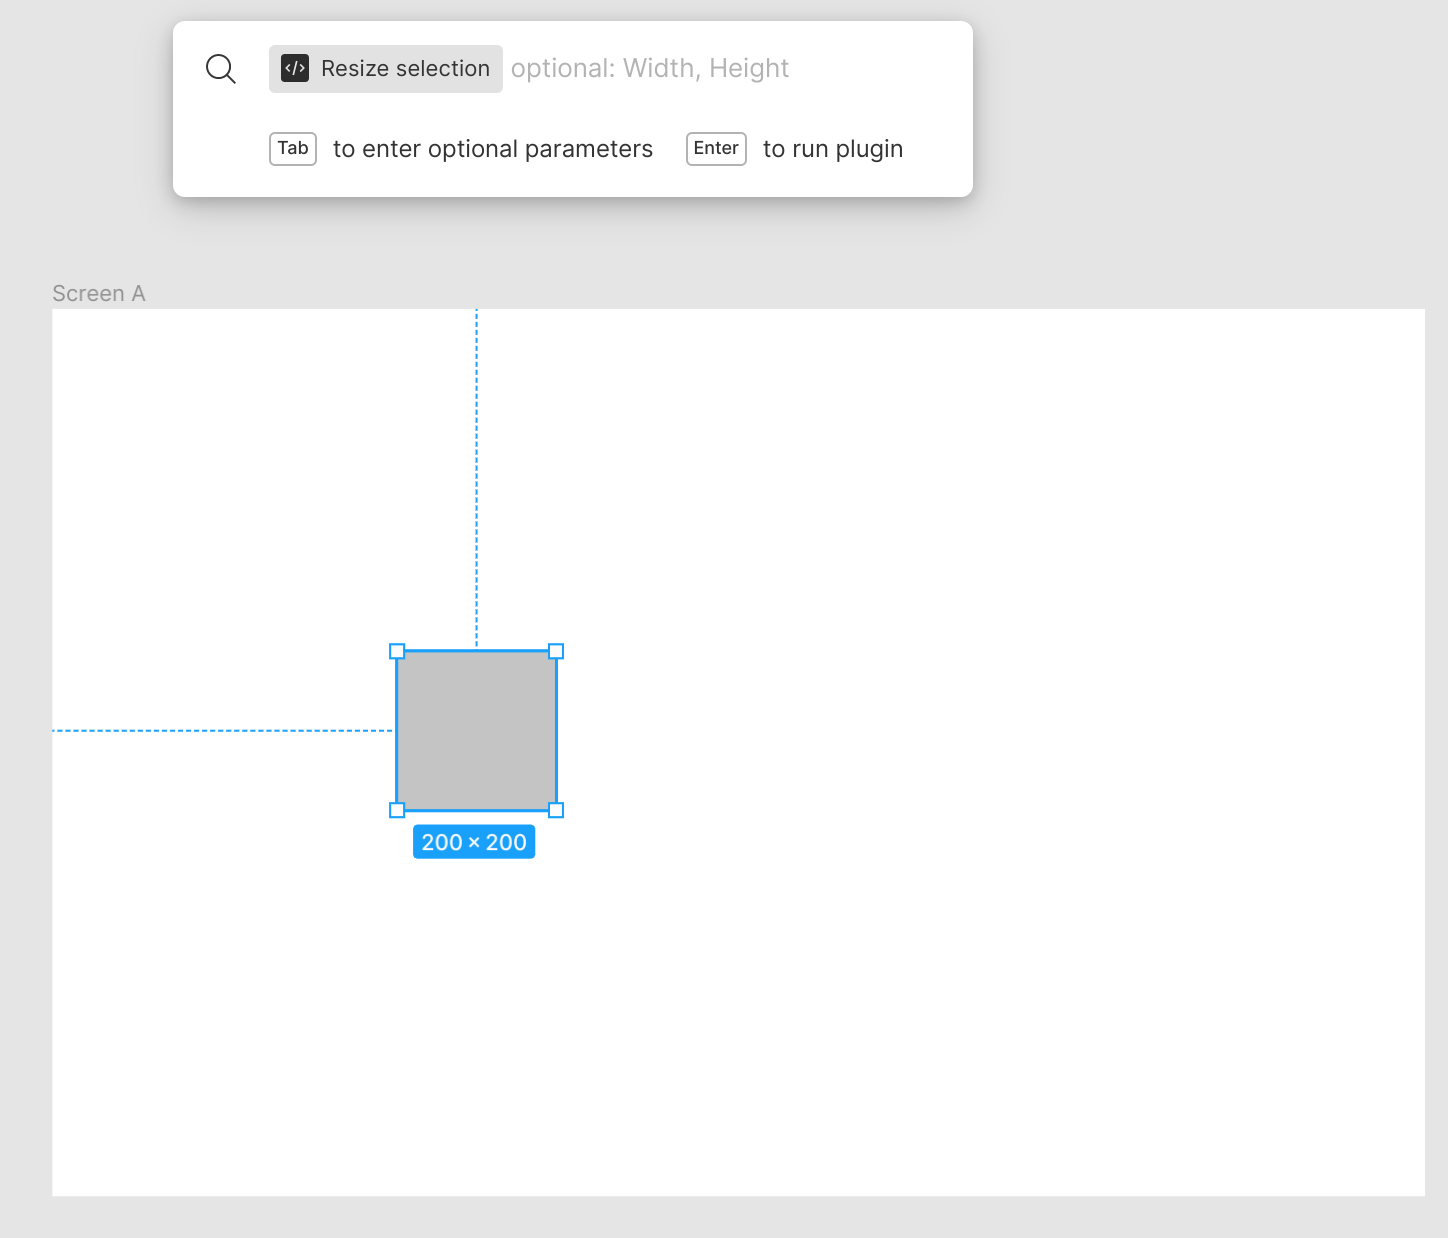 </> Resize selection optional: Width, Height
Tab to enter optional parameters Enter to run plugin
Screen A
200 × 200